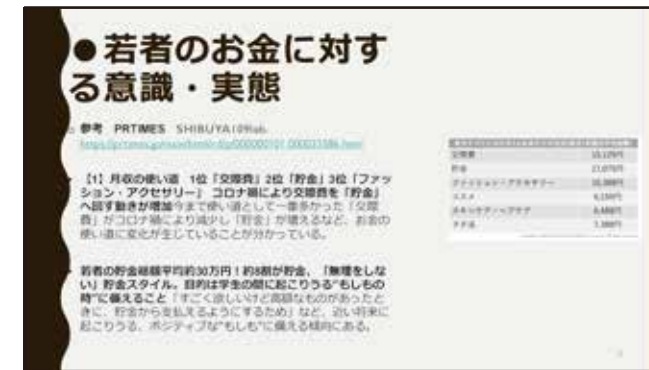 ●若者のお金に対す
る意識・実態
参考　PRTIMES　SHIBUYA109lab.
【1】月収の使い道　1位「交際費」2位「貯金」3位「ファッ
ション・アクセサリー」　コロナ禍により交際費を「貯金」
へ回す動きが増加今まで使い道として一番多かった「交際
費」がコロナ禍により減少し「貯金」が増えるなど、お金の
使い道に変化が生じていることが分かっている。
若者の貯金総額平均約30万円！約8割が貯金、「無理をしな
い」貯金スタイル。目的は学生の間に起こりうる“もしもの
時”に備えること「すごく欲しいけど高額なものがあったと
きに、貯金から支払えるようにするため」など、近い将来に
起こりうる、ポジティブな“もしも”に備える傾向にある。
交際費
貯金
ファッション・アクセサリー
コスメ
スキンケア／ヘアケア